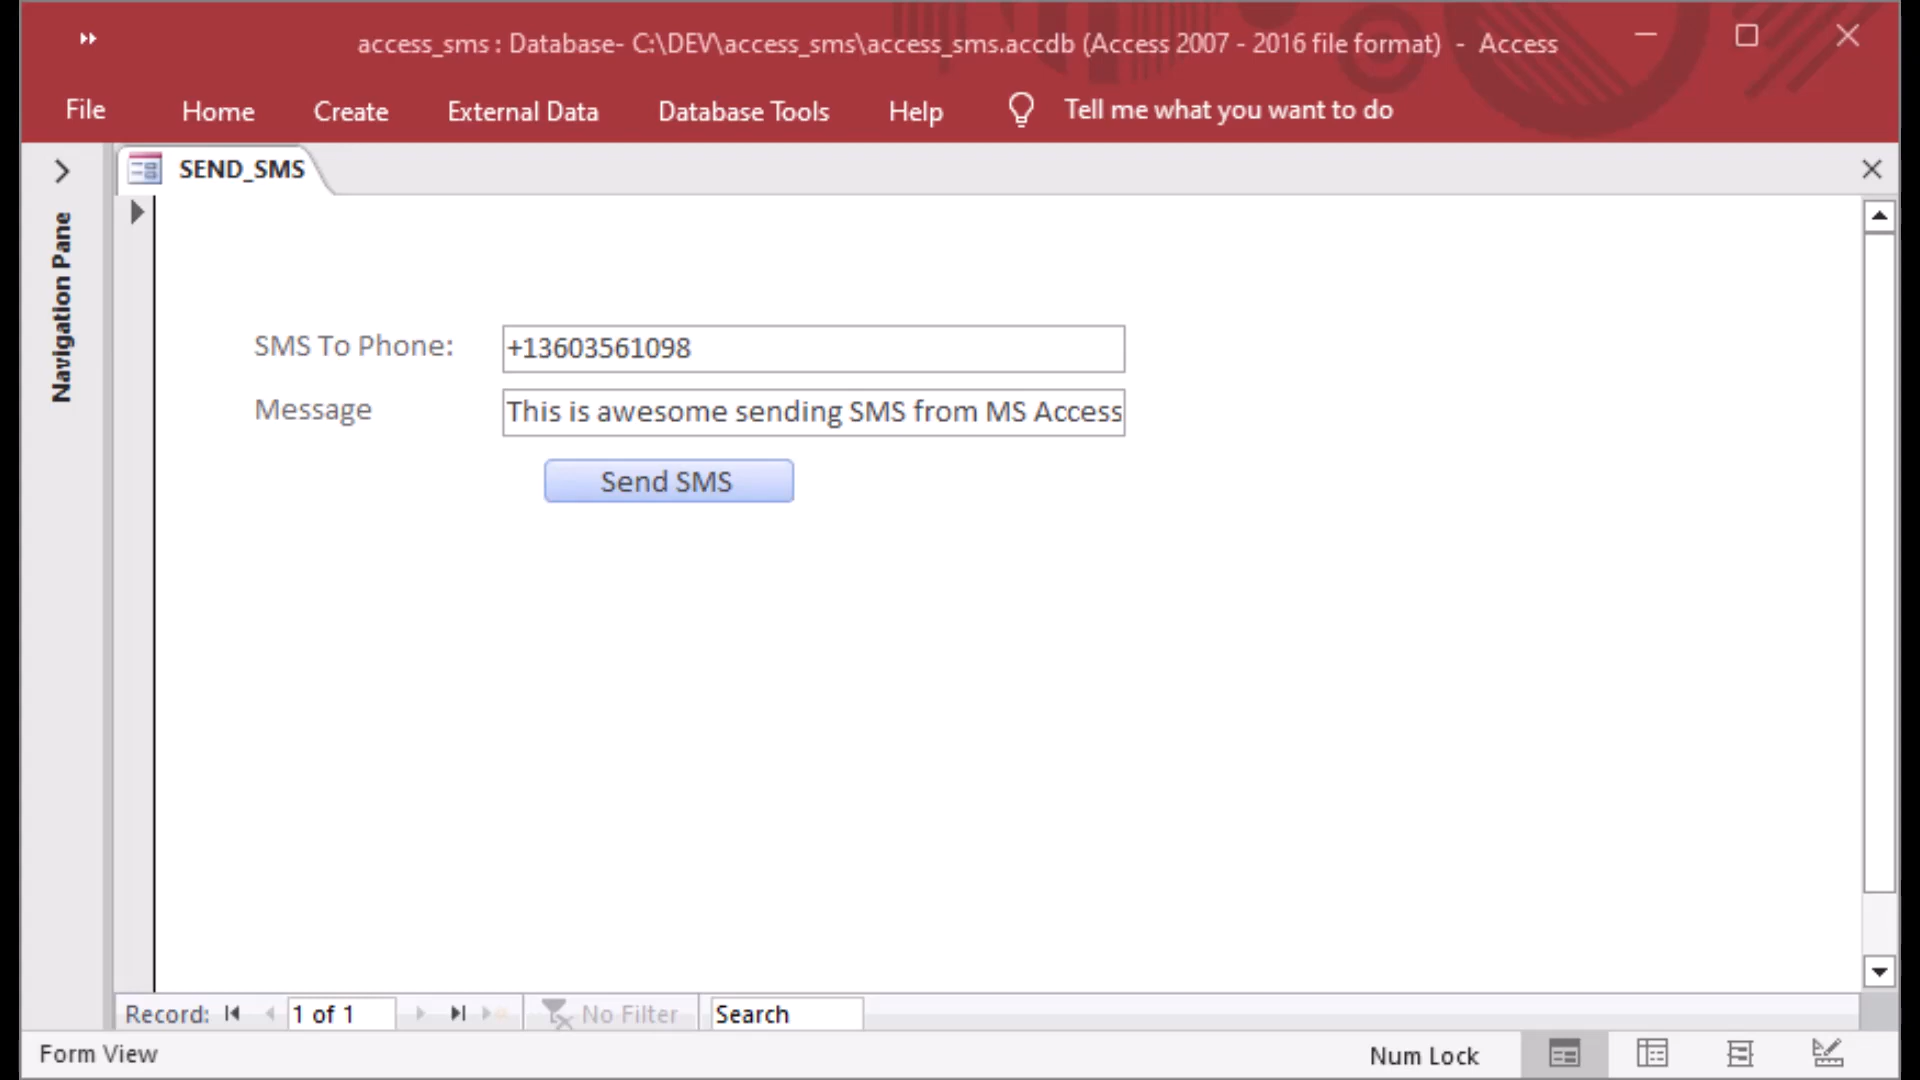 access_sms : Database- C:\DEV\access_sms\access_sms.accdb (Access 2007 - 2016 file format) - Access
File Home Create External Data Database Tools Help Tell me what you want to do
SEND_SMS
Navigation Pane
SMS To Phone: +13603561098
Message This is awesome sending SMS from MS Access
Send SMS
Record: 1 of 1 No Filter Search
Form View Num Lock